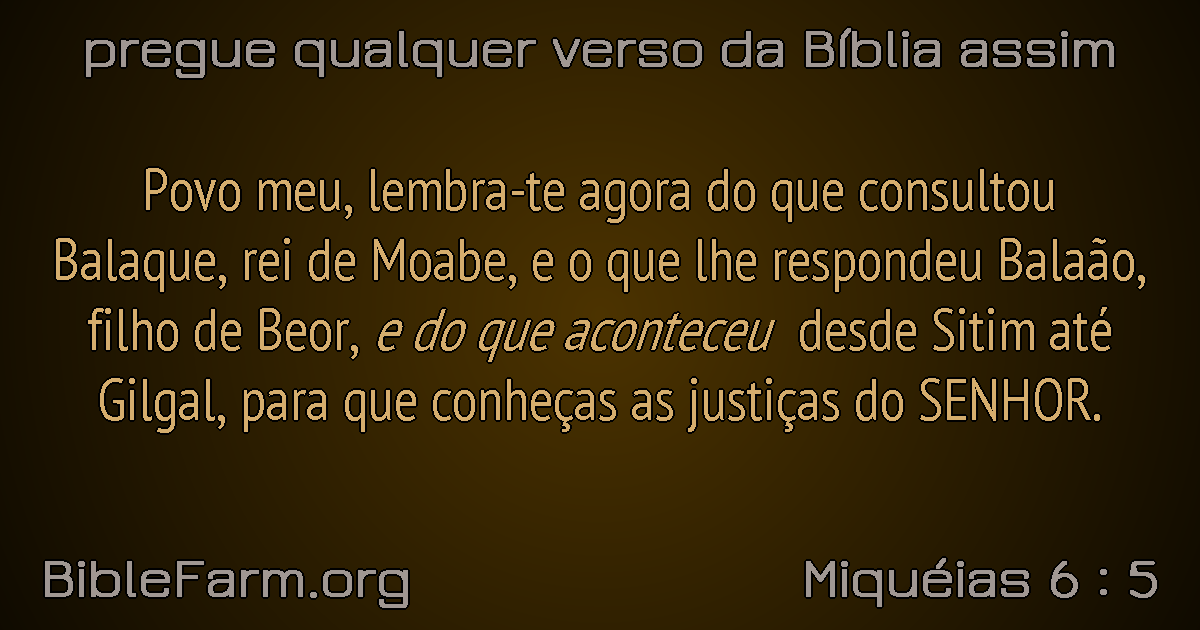 pregue qualquer verso da Bíblia assim
Povo meu, lembra-te agora do que consultou
Balaque, rei de Moabe, e o que lhe respondeu Balaão,
filho de Beor, e do que aconteceu desde Sitim até
Gilgal, para que conheças as justiças do SENHOR.
BibleFarm.org
Miquéias 6 : 5